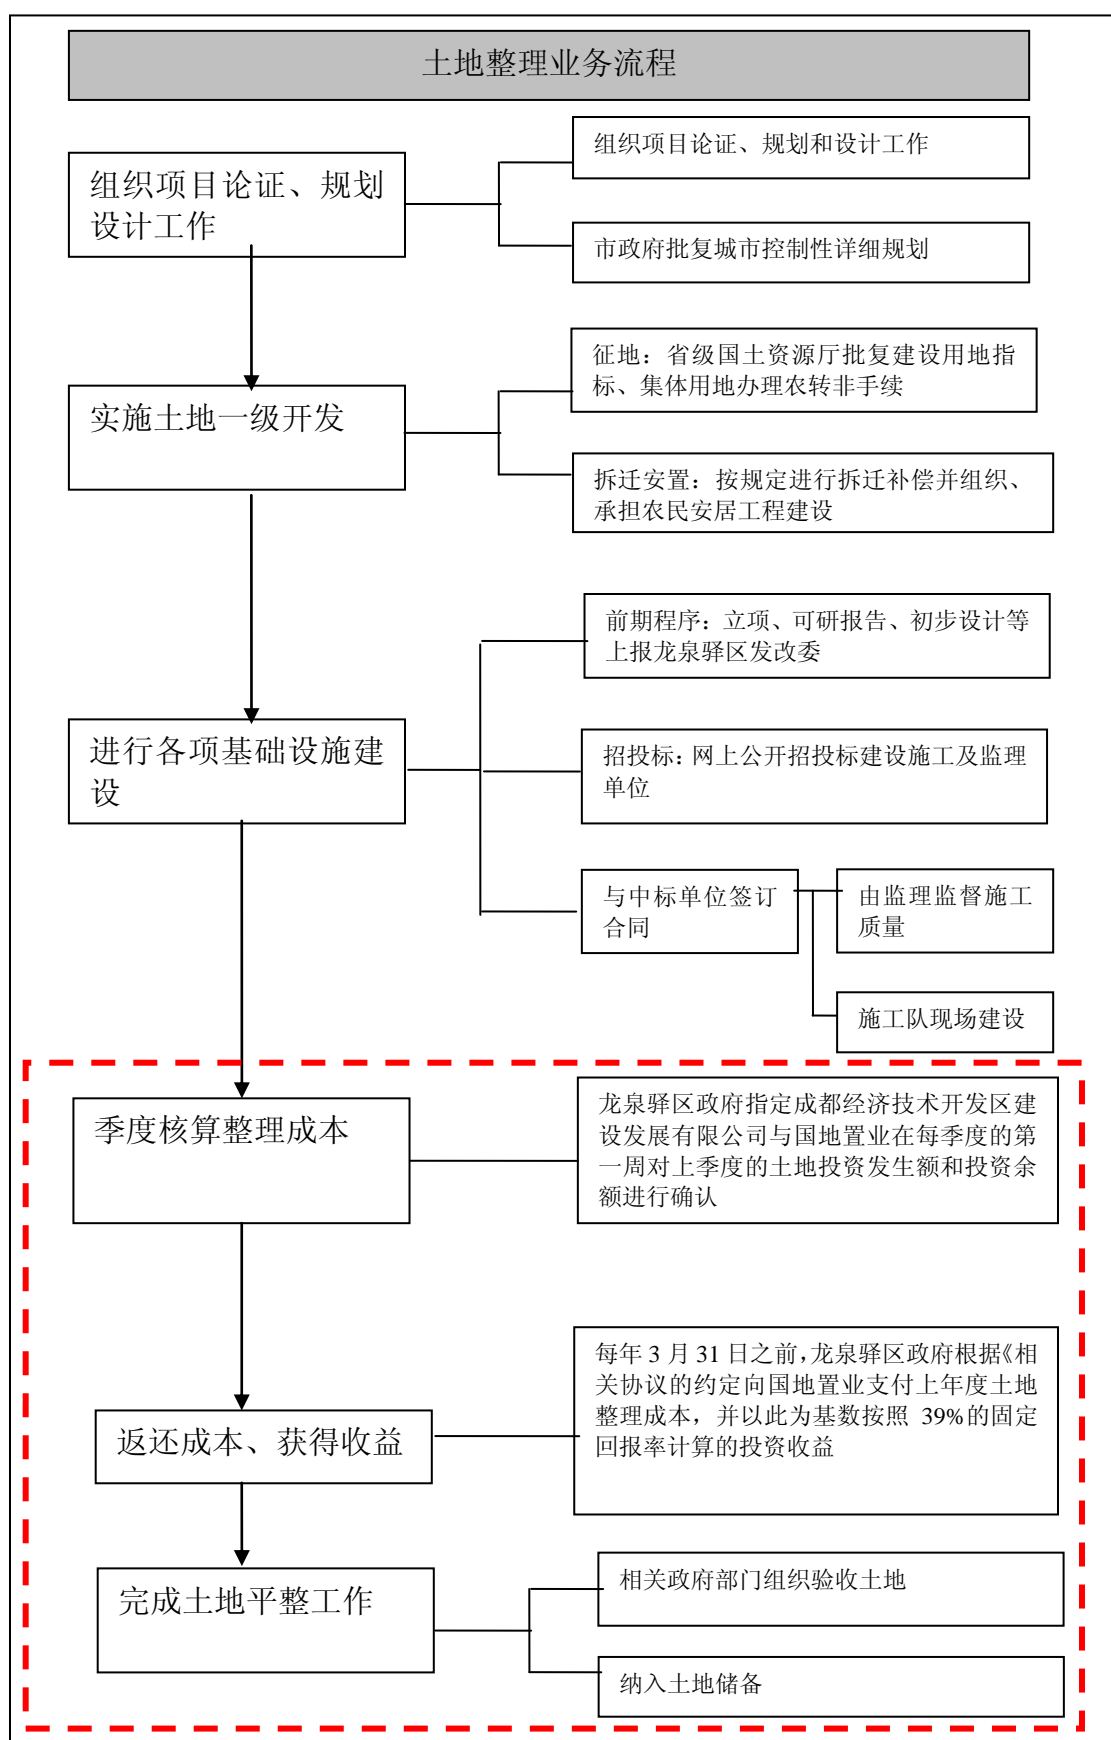 土地整理业务流程
组织项目论证、规划
设计工作
组织项目论证、规划和设计工作
市政府批复城市控制性详细规划
实施土地一级开发
征地：省级国土资源厅批复建设用地指
标、集体用地办理农转非手续
拆迁安置：按规定进行拆迁补偿并组织、
承担农民安居工程建设
进行各项基础设施建
设
前期程序：立项、可研报告、初步设计等
上报龙泉驿区发改委
招投标：网上公开招投标建设施工及监理
单位
与中标单位签订
合同
由监理监督施工
质量
施工队现场建设
季度核算整理成本
龙泉驿区政府指定成都经济技术开发区建
设发展有限公司与国地置业在每季度的第
一周对上季度的土地投资发生额和投资余
额进行确认
返还成本、获得收益
每年 3 月 31 日之前，龙泉驿区政府根据《相
关协议的约定向国地置业支付上年度土地
整理成本，并以此为基数按照 39%的固定
回报率计算的投资收益
完成土地平整工作
相关政府部门组织验收土地
纳入土地储备